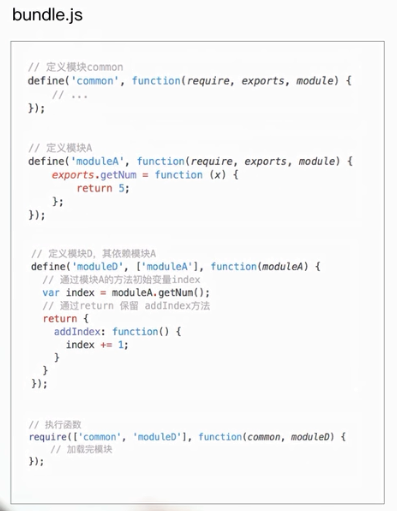 bundle.js
// 定义模块common
define('common', function(require, exports, module) {
// ...
});
// 定义模块A
define('moduleA', function(require, exports, module) {
exports.getNum = function (x) {
return 5;
};
});
// 定义模块D，其依赖模块A
define('moduleD', ['moduleA'], function(moduleA) {
// 通过模块A的方法初始变量index
var index = moduleA.getNum();
// 通过return 保留 addIndex方法
return {
addIndex: function() {
index += 1;
}
}
});
// 执行函数
require(['common', 'moduleD'], function(common, moduleD) {
// 加载完模块
});